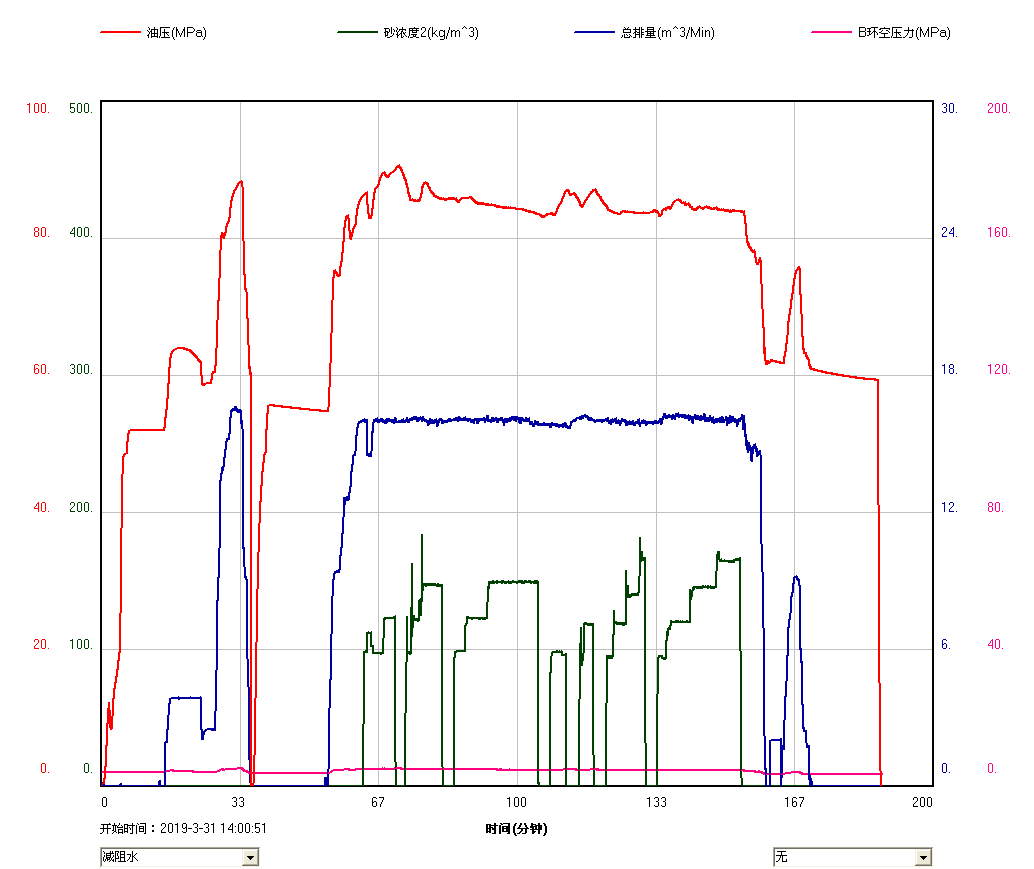 油压(MPa) 砂浓度2(kg/m^3) 总排量(m^3/Min) B环空压力(MPa)
100. 500. 30. 200.
80. 400. 24. 160.
60. 300. 18. 120.
40. 200. 12. 80.
20. 100. 6. 40.
0. 0. 0. 0.
0 33 67 100 133 167 200
开始时间：2019-3-31 14:00:51 时间(分钟)
减阻水 无